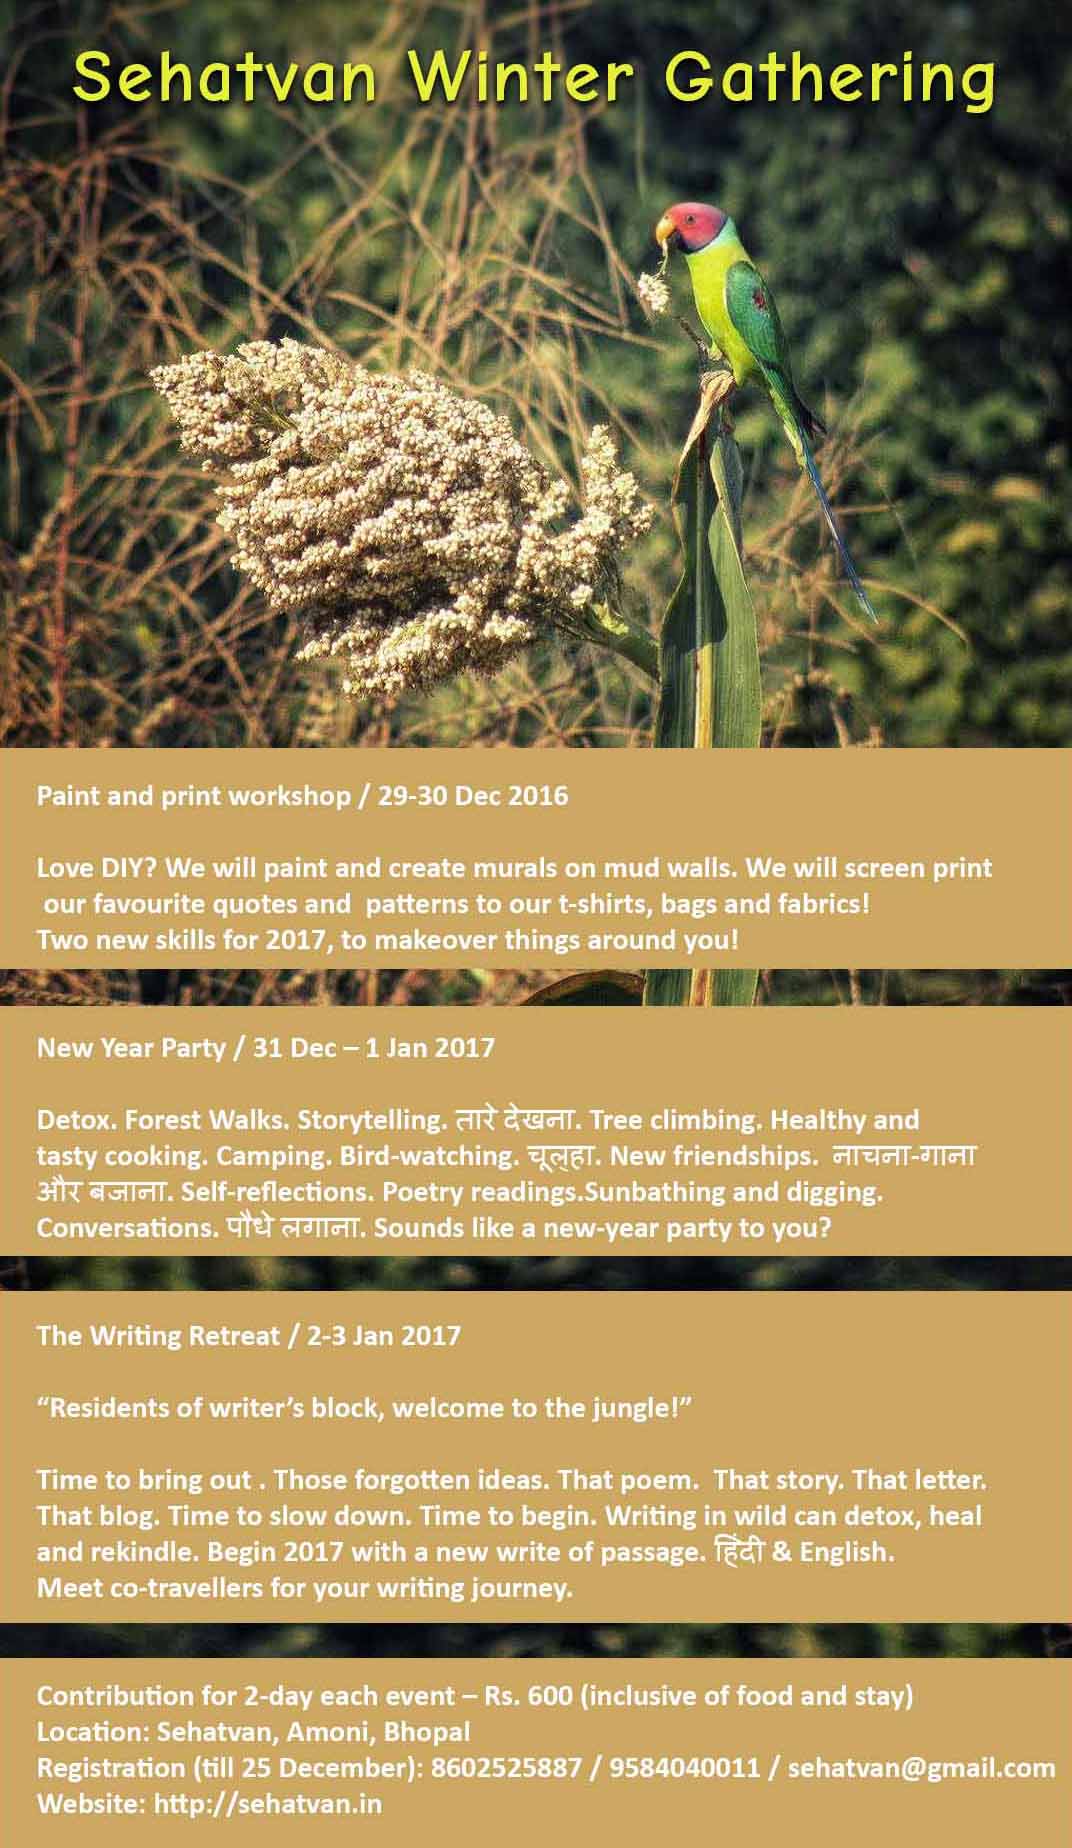 Sehatvan Winter Gathering
Paint and print workshop / 29-30 Dec 2016
Love DIY? We will paint and create murals on mud walls. We will screen print
our favourite quotes and patterns to our t-shirts, bags and fabrics!
Two new skills for 2017, to makeover things around you!
New Year Party / 31 Dec – 1 Jan 2017
Detox. Forest Walks. Storytelling. तारे देखना. Tree climbing. Healthy and
tasty cooking. Camping. Bird-watching. चूल्हा. New friendships. नाचना-गाना
और बजाना. Self-reflections. Poetry readings.Sunbathing and digging.
Conversations. पौधे लगाना. Sounds like a new-year party to you?
The Writing Retreat / 2-3 Jan 2017
“Residents of writer’s block, welcome to the jungle!”
Time to bring out . Those forgotten ideas. That poem. That story. That letter.
That blog. Time to slow down. Time to begin. Writing in wild can detox, heal
and rekindle. Begin 2017 with a new write of passage. हिंदी & English.
Meet co-travellers for your writing journey.
Contribution for 2-day each event – Rs. 600 (inclusive of food and stay)
Location: Sehatvan, Amoni, Bhopal
Registration (till 25 December): 8602525887 / 9584040011 / sehatvan@gmail.com
Website: http://sehatvan.in